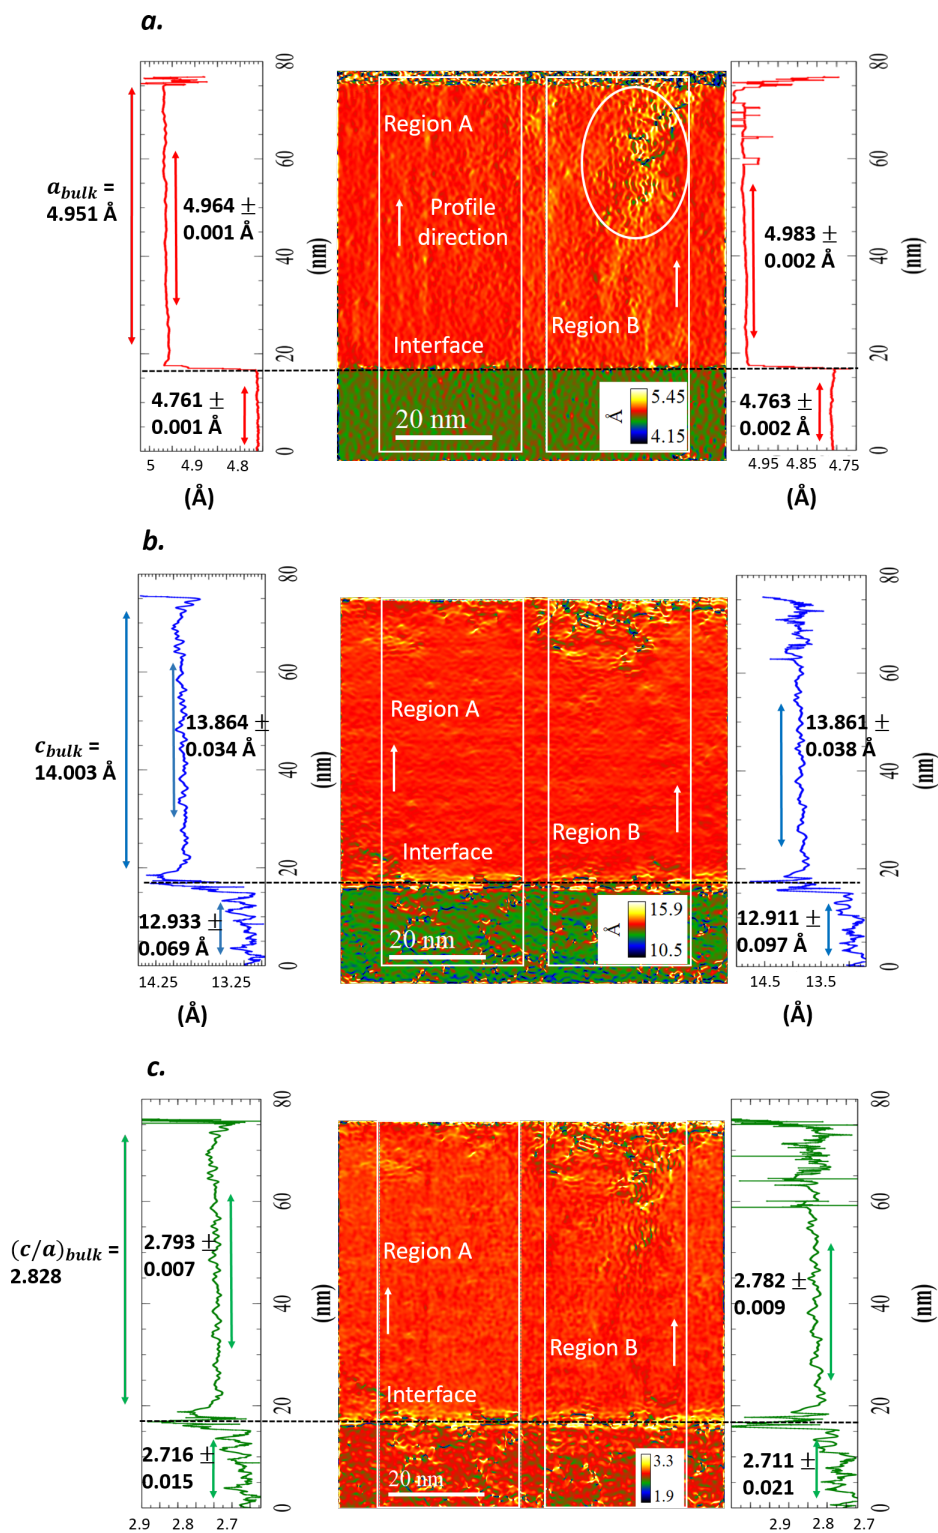 a.
80
60
40
20
0
(nm)
a_bulk =
4.951 Å
4.964 ±
0.001 Å
4.761 ±
0.001 Å
5 4.9 4.8
(Å)
Region A
Profile
direction
Interface
Region B
20 nm
Å
5.45
4.15
4.983 ±
0.002 Å
4.763 ±
0.002 Å
80
60
40
20
0
(nm)
4.95 4.85 4.75
(Å)
b.
80
60
40
20
0
(nm)
c_bulk =
14.003 Å
13.864 ±
0.034 Å
12.933 ±
0.069 Å
14.25 13.25
(Å)
Region A
Interface
Region B
20 nm
Å
15.9
10.5
13.861 ±
0.038 Å
12.911 ±
0.097 Å
80
60
40
20
0
(nm)
14.5 13.5
(Å)
c.
80
60
40
20
0
(nm)
(c/a)_bulk =
2.828
2.793 ±
0.007
2.716 ±
0.015
2.9 2.8 2.7
Region A
Interface
Region B
20 nm
3.3
1.9
2.782 ±
0.009
2.711 ±
0.021
80
60
40
20
0
(nm)
2.9 2.8 2.7